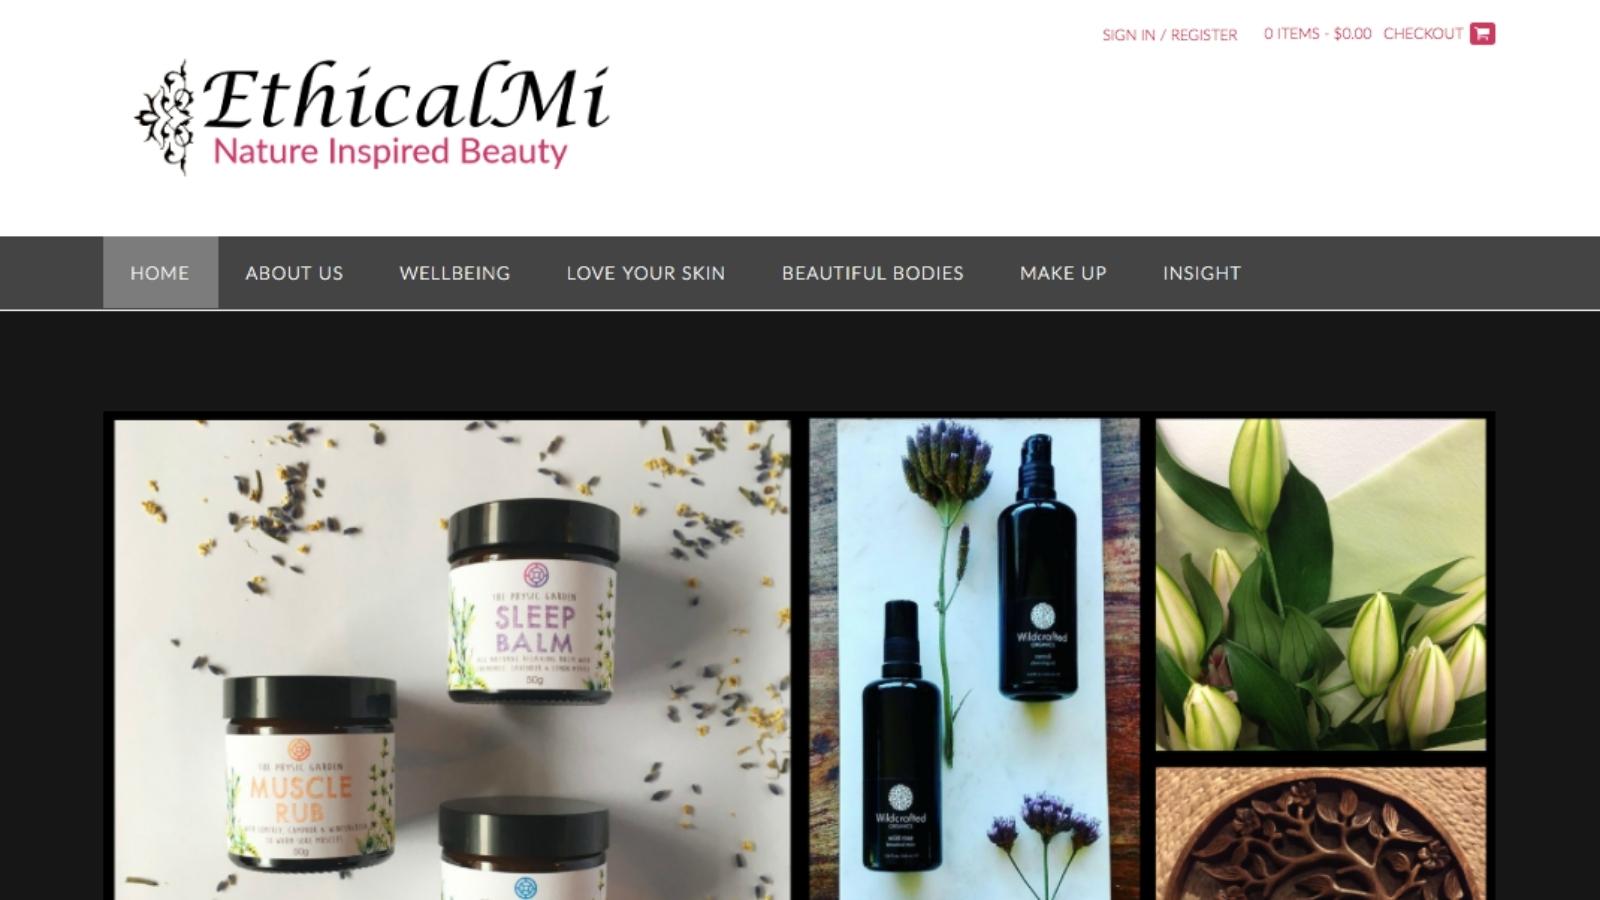 SIGN IN / REGISTER
0 ITEMS - $0.00
CHECKOUT
EthicalMi
Nature Inspired Beauty
HOME
ABOUT US
WELLBEING
LOVE YOUR SKIN
BEAUTIFUL BODIES
MAKE UP
INSIGHT
THE PHYSIC GARDEN
SLEEP
BALM
50g
THE PHYSIC GARDEN
MUSCLE
RUB
50g
Wildcrafted
ORGANICS
Wildcrafted
ORGANICS
wild rose